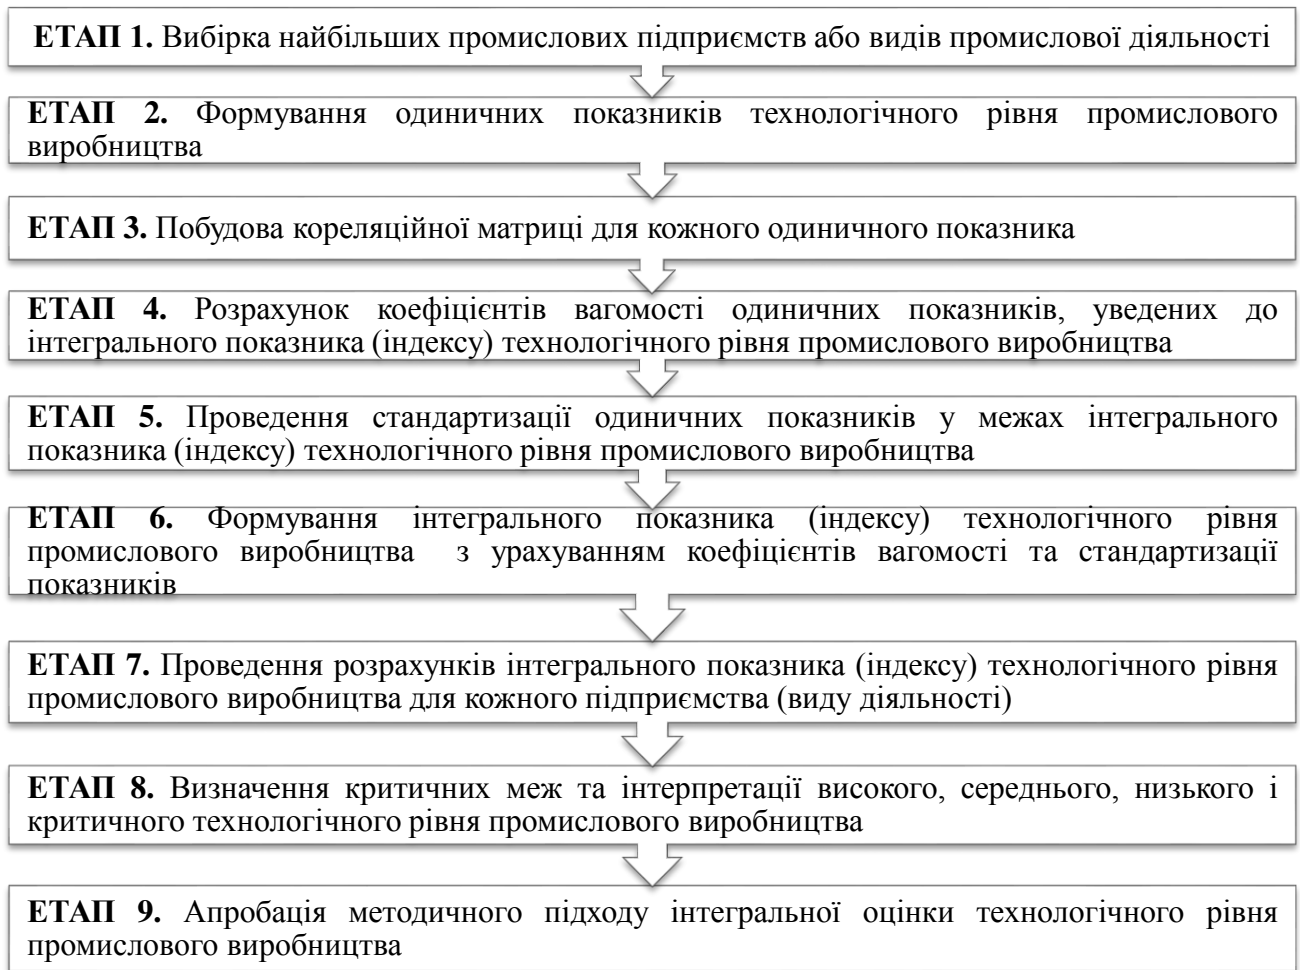 ЕТАП 1. Вибірка найбільших промислових підприємств або видів промислової діяльності
ЕТАП 2. Формування одиничних показників технологічного рівня промислового
виробництва
ЕТАП 3. Побудова кореляційної матриці для кожного одиничного показника
ЕТАП 4. Розрахунок коефіцієнтів вагомості одиничних показників, уведених до
інтегрального показника (індексу) технологічного рівня промислового виробництва
ЕТАП 5. Проведення стандартизації одиничних показників у межах інтегрального
показника (індексу) технологічного рівня промислового виробництва
ЕТАП 6. Формування інтегрального показника (індексу) технологічного рівня
промислового виробництва з урахуванням коефіцієнтів вагомості та стандартизації
показників
ЕТАП 7. Проведення розрахунків інтегрального показника (індексу) технологічного рівня
промислового виробництва для кожного підприємства (виду діяльності)
ЕТАП 8. Визначення критичних меж та інтерпретації високого, середнього, низького і
критичного технологічного рівня промислового виробництва
ЕТАП 9. Апробація методичного підходу інтегральної оцінки технологічного рівня
промислового виробництва